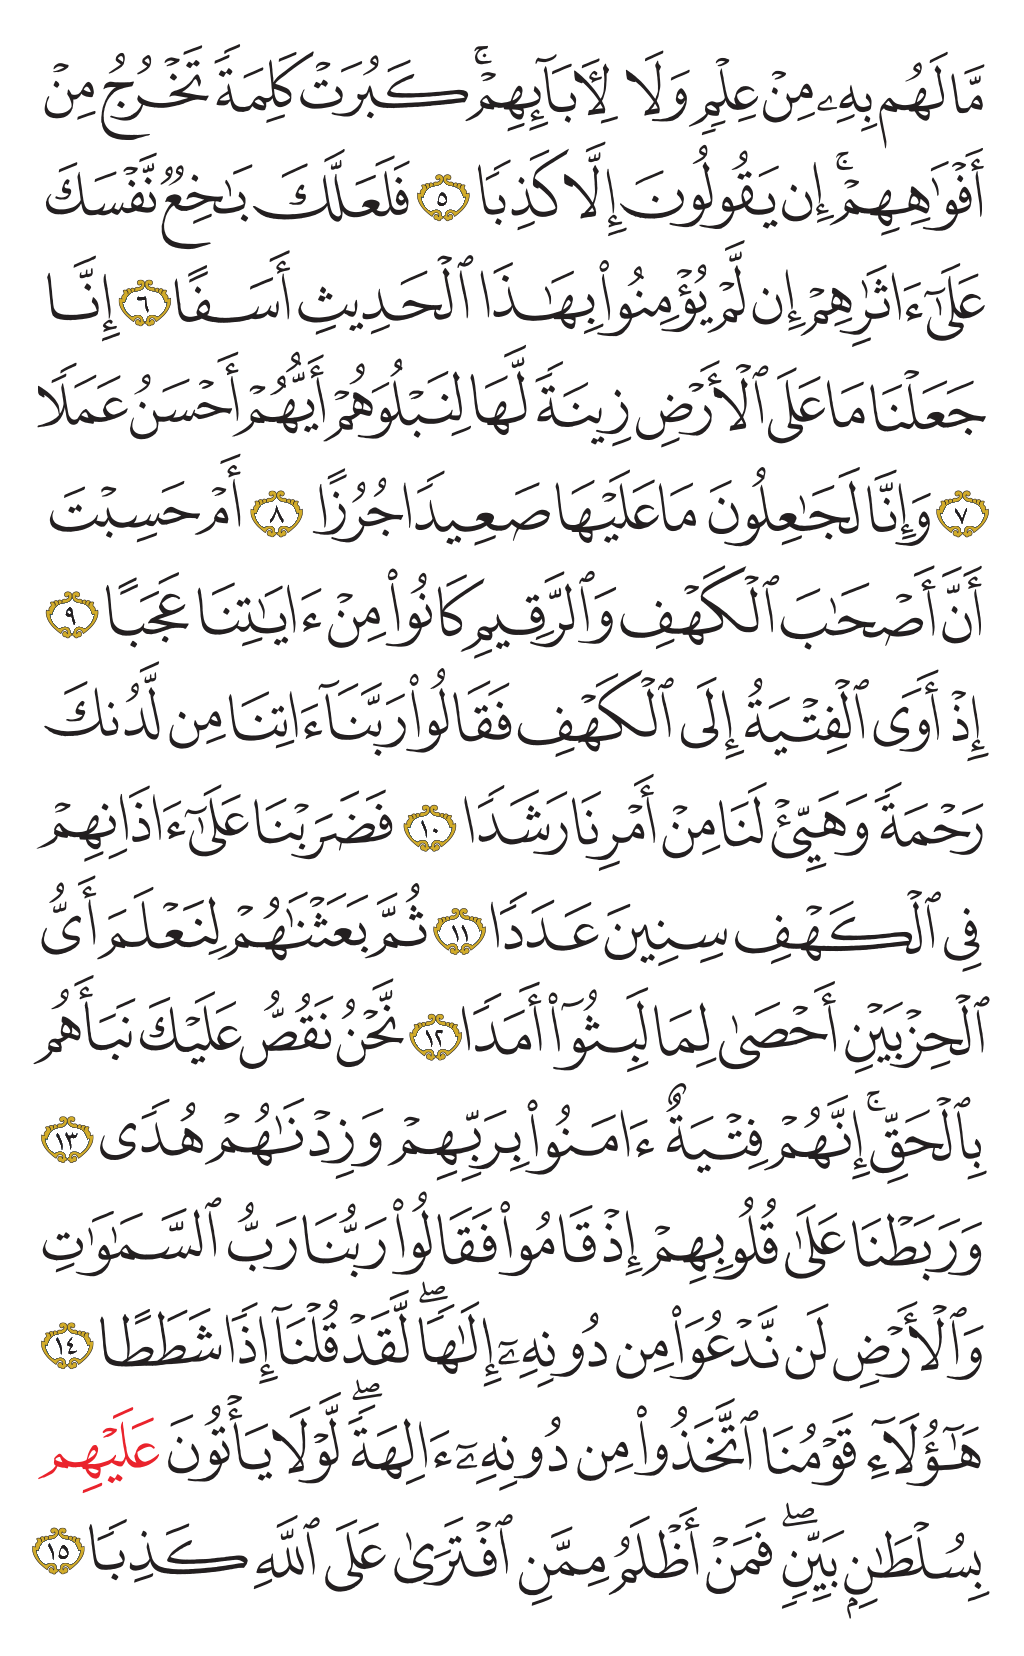 مَّا لَهُم بِهِۦ مِنْ عِلْمٖ وَلَا لِأٓبَآئِهِمْۚ كَبُرَتْ كَلِمَةٗ تَخْرُجُ مِنْ
أَفْوَٰهِهِمْۚ إِن يَقُولُونَ إِلَّا كَذِبٗا ٥ فَلَعَلَّكَ بَٰخِعٞ نَّفْسَكَ
عَلَىٰٓ ءَاثَٰرِهِمْ إِن لَّمْ يُؤْمِنُوا۟ بِهَٰذَا ٱلْحَدِيثِ أَسَفًا ٦ إِنَّا
جَعَلْنَا مَا عَلَى ٱلْأَرْضِ زِينَةٗ لَّهَا لِنَبْلُوَهُمْ أَيُّهُمْ أَحْسَنُ عَمَلٗا
٧ وَإِنَّا لَجَٰعِلُونَ مَا عَلَيْهَا صَعِيدٗا جُرُزًا ٨ أَمْ حَسِبْتَ
أَنَّ أَصْحَٰبَ ٱلْكَهْفِ وَٱلرَّقِيمِ كَانُوا۟ مِنْ ءَايَٰتِنَا عَجَبًا ٩
إِذْ أَوَى ٱلْفِتْيَةُ إِلَى ٱلْكَهْفِ فَقَالُوا۟ رَبَّنَآ ءَاتِنَا مِن لَّدُنكَ
رَحْمَةٗ وَهَيِّئْ لَنَا مِنْ أَمْرِنَا رَشَدٗا ١٠ فَضَرَبْنَا عَلَىٰٓ ءَاذَانِهِمْ
فِي ٱلْكَهْفِ سِنِينَ عَدَدٗا ١١ ثُمَّ بَعَثْنَٰهُمْ لِنَعْلَمَ أَيُّ
ٱلْحِزْبَيْنِ أَحْصَىٰ لِمَا لَبِثُوٓا۟ أَمَدٗا ١٢ نَّحْنُ نَقُصُّ عَلَيْكَ نَبَأَهُم
بِٱلْحَقِّۚ إِنَّهُمْ فِتْيَةٌ ءَامَنُوا۟ بِرَبِّهِمْ وَزِدْنَٰهُمْ هُدٗى ١٣
وَرَبَطْنَا عَلَىٰ قُلُوبِهِمْ إِذْ قَامُوا۟ فَقَالُوا۟ رَبُّنَا رَبُّ ٱلسَّمَٰوَٰتِ
وَٱلْأَرْضِ لَن نَّدْعُوَا۟ مِن دُونِهِۦٓ إِلَٰهٗاۖ لَّقَدْ قُلْنَآ إِذٗا شَطَطًا ١٤
هَٰٓؤُلَآءِ قَوْمُنَا ٱتَّخَذُوا۟ مِن دُونِهِۦٓ ءَالِهَةٗۖ لَّوْلَا يَأْتُونَ عَلَيْهِم
بِسُلْطَٰنِۭ بَيِّنٖۖ فَمَنْ أَظْلَمُ مِمَّنِ ٱفْتَرَىٰ عَلَى ٱللَّهِ كَذِبٗا ١٥